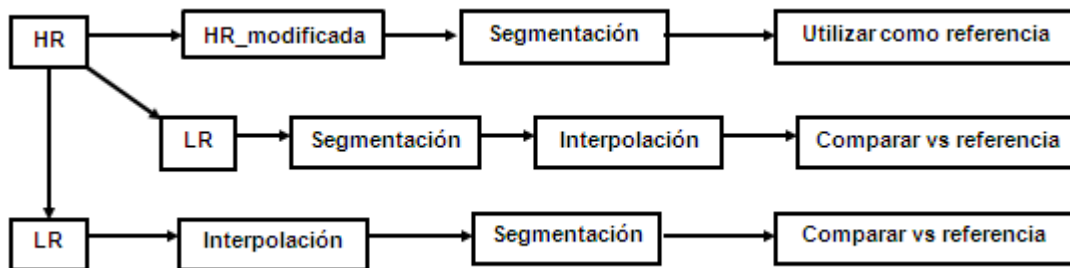 HR
HR_modificada
Segmentación
Utilizar como referencia
LR
Segmentación
Interpolación
Comparar vs referencia
LR
Interpolación
Segmentación
Comparar vs referencia